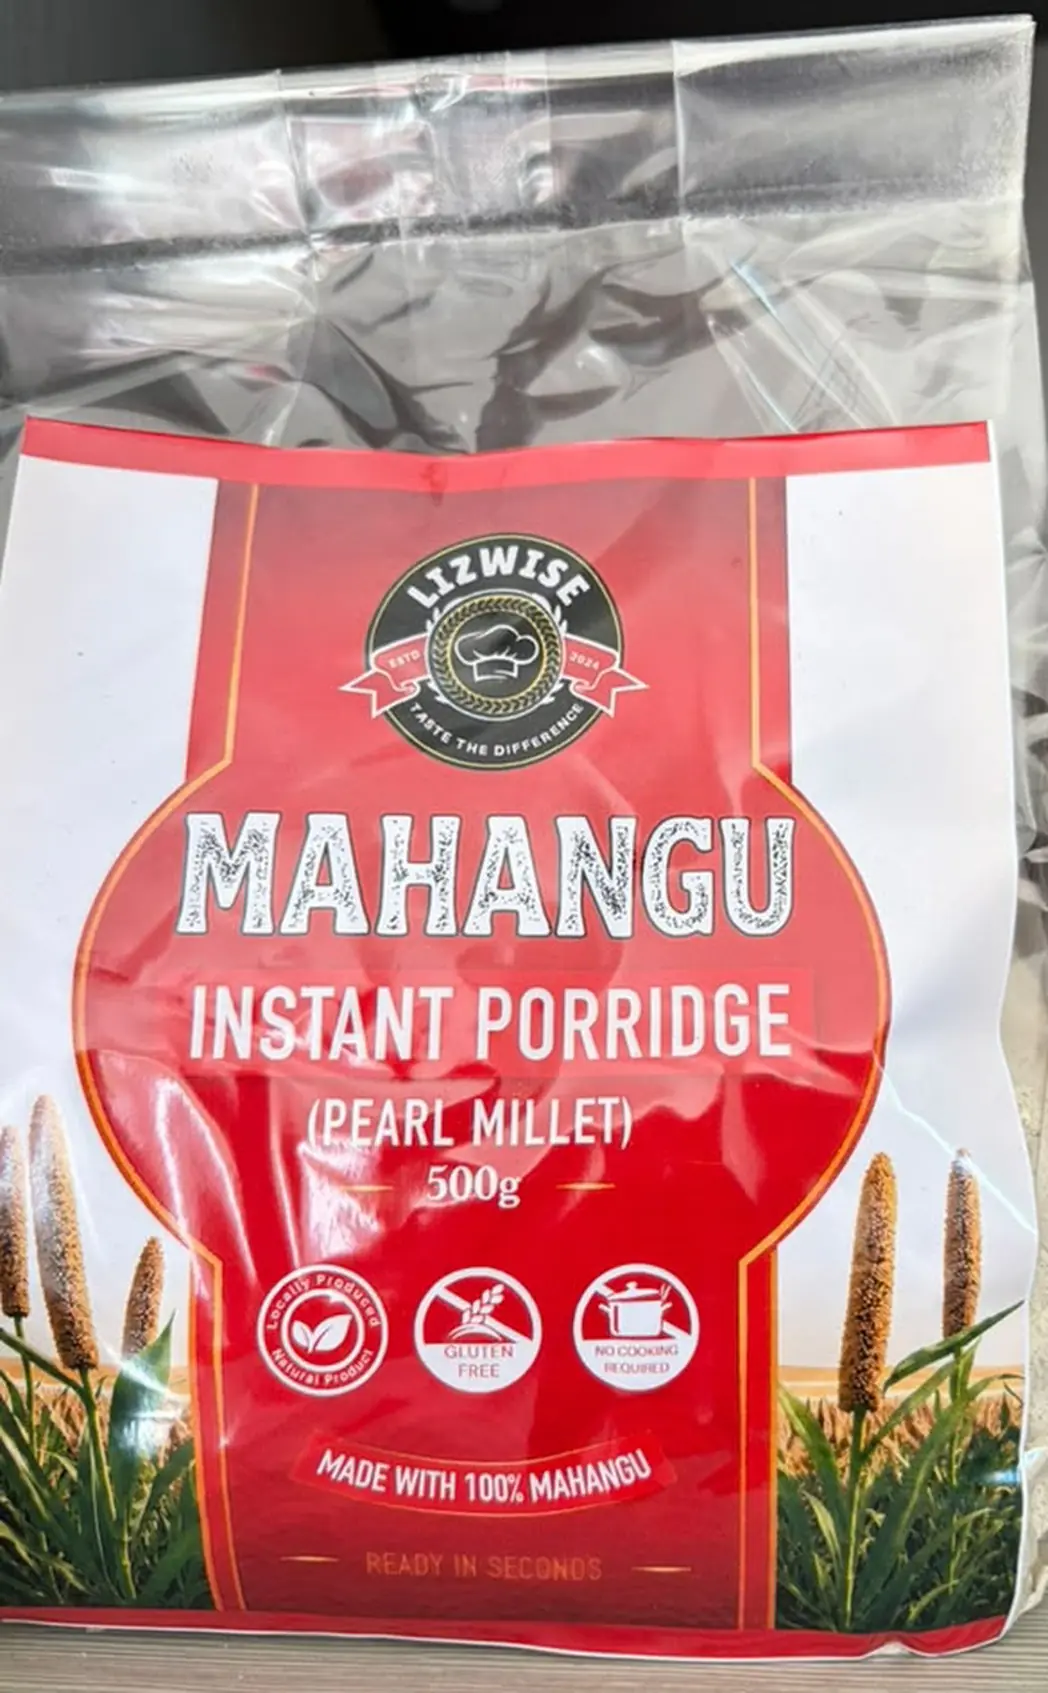 LIZWISE
ESTD 2024
TASTE THE DIFFERENCE
MAHANGU
INSTANT PORRIDGE
(PEARL MILLET)
500g
Locally Produced
Natural Product
GLUTEN
FREE
NO COOKING
REQUIRED
MADE WITH 100% MAHANGU
READY IN SECONDS